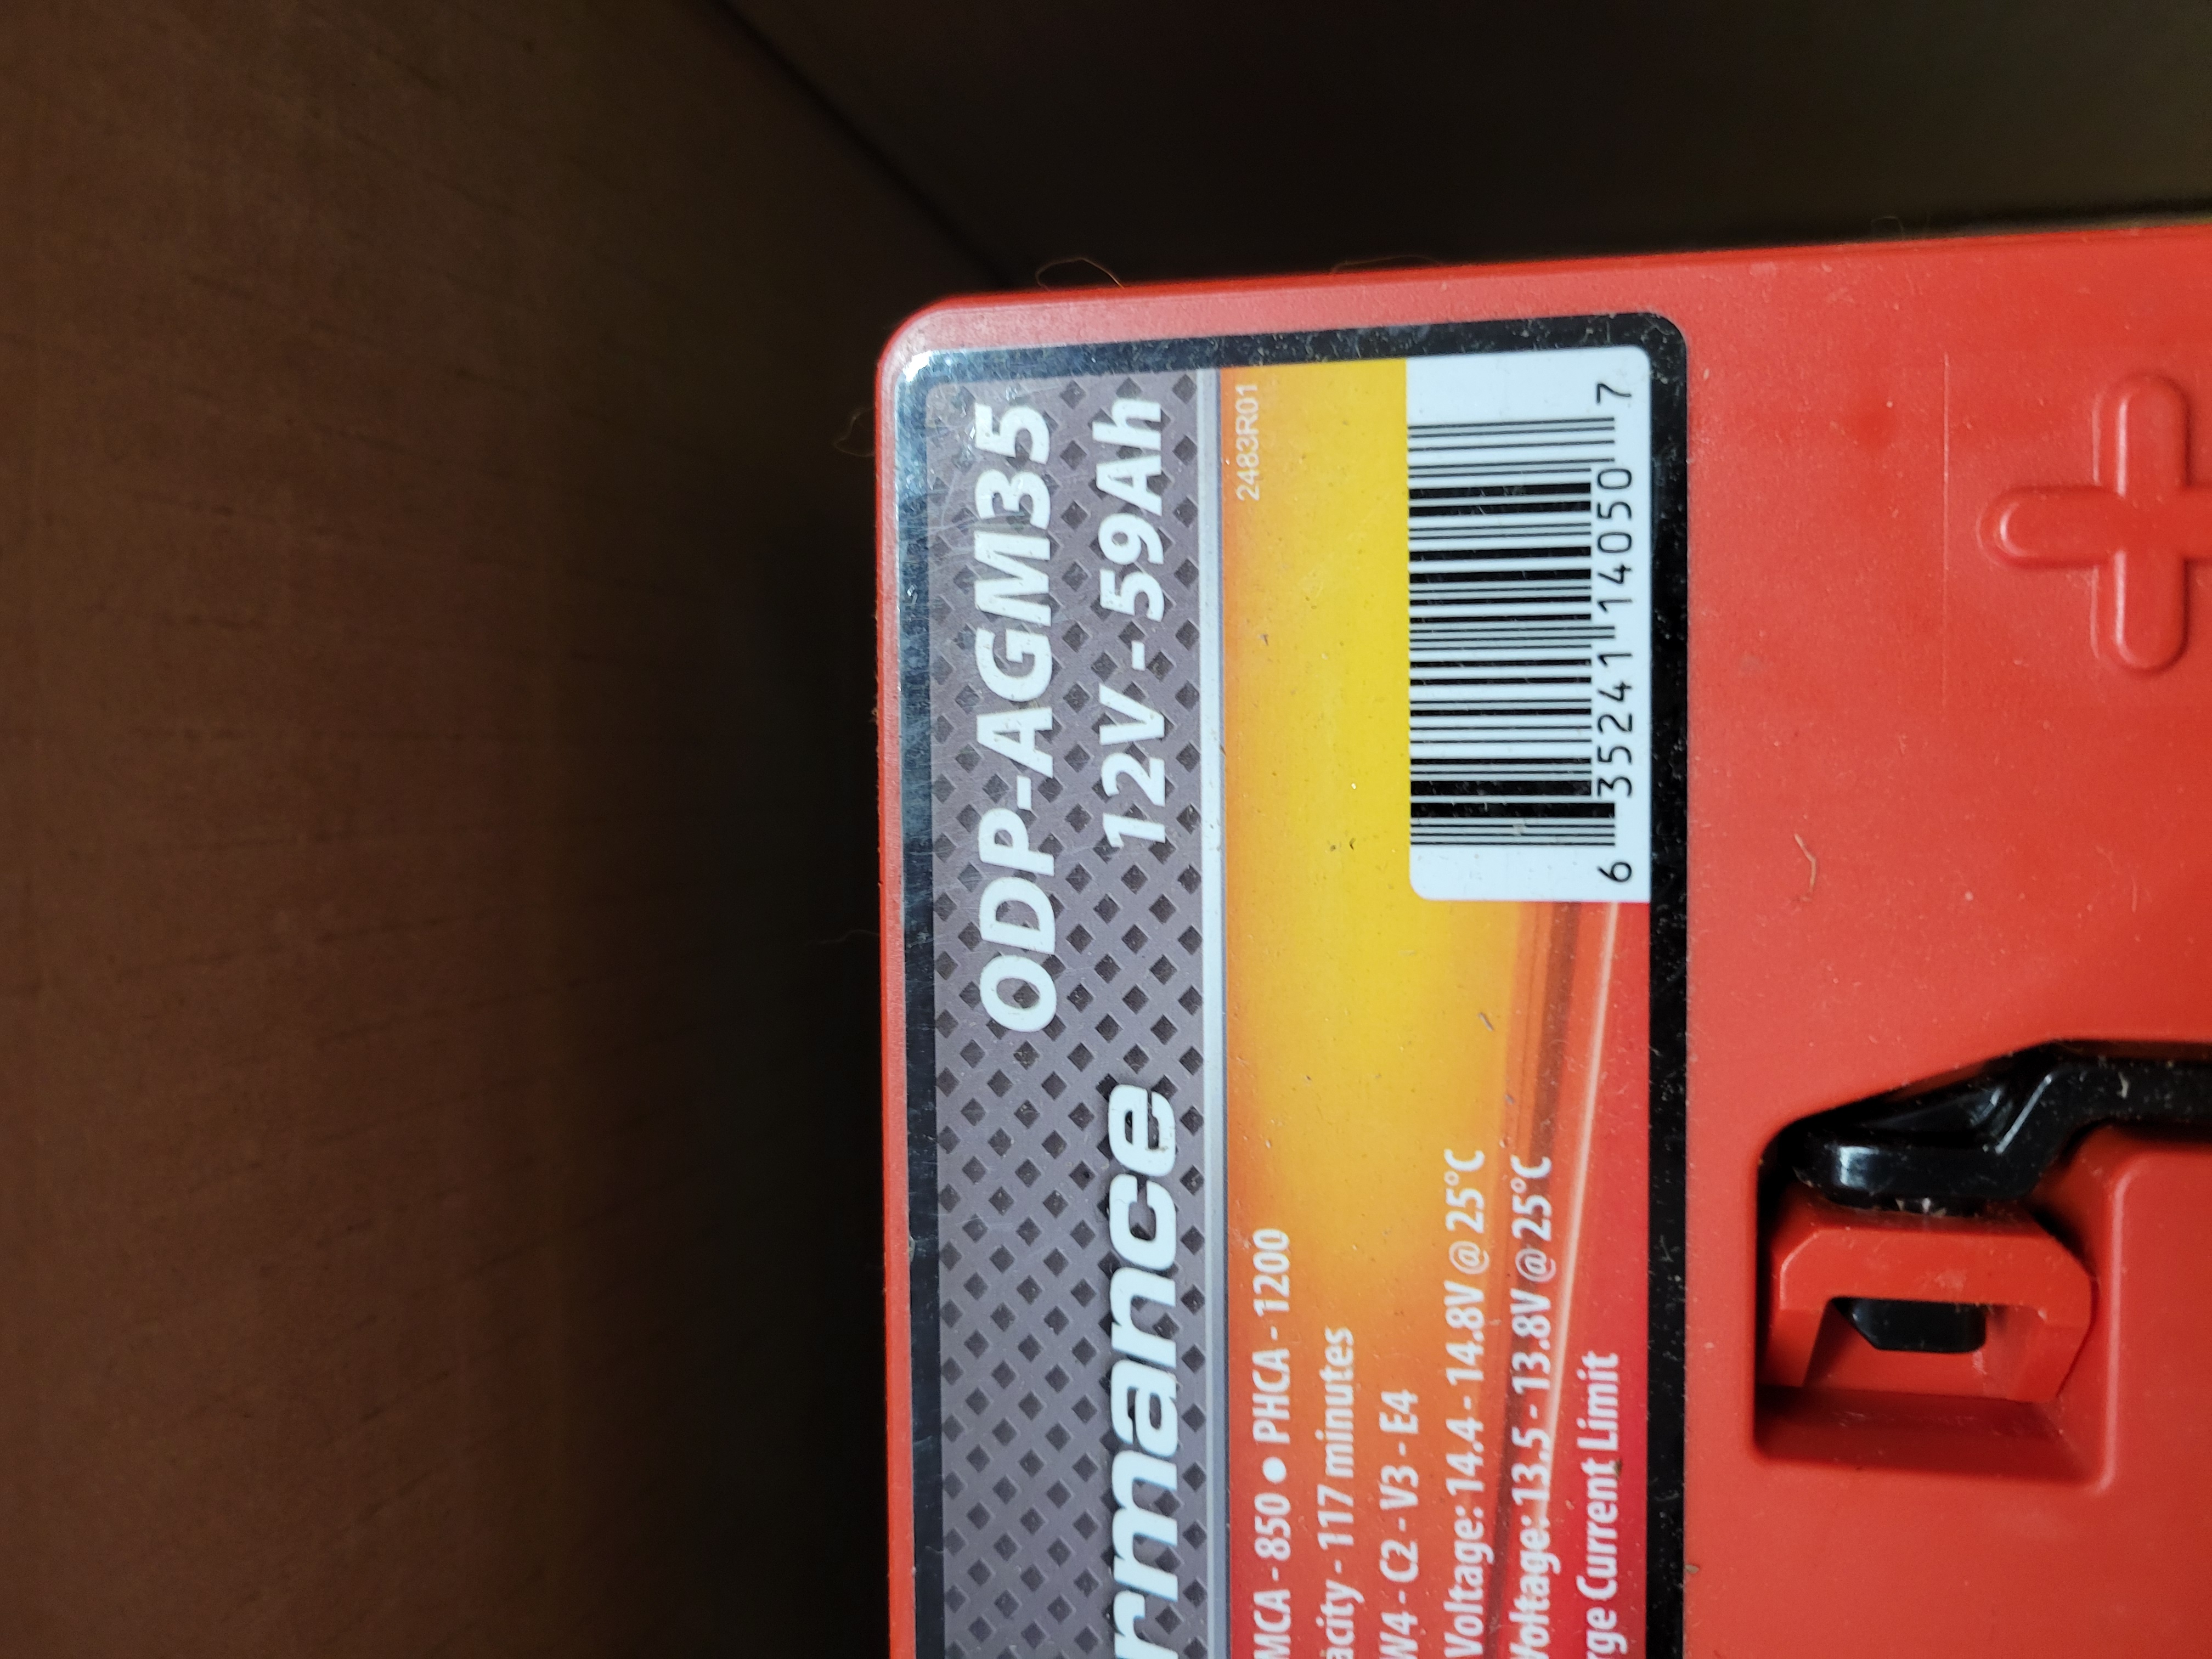 ODP-AGM35
12V - 59Ah
rmance
2483R01
MCA - 850 ● PHCA - 1200
acity - 117 minutes
W4 - C2 - V3 - E4
Voltage: 14.4 - 14.8V @ 25°C
Voltage: 13.5 - 13.8V @ 25°C
rge Current Limit
6 35241 14050 7
+